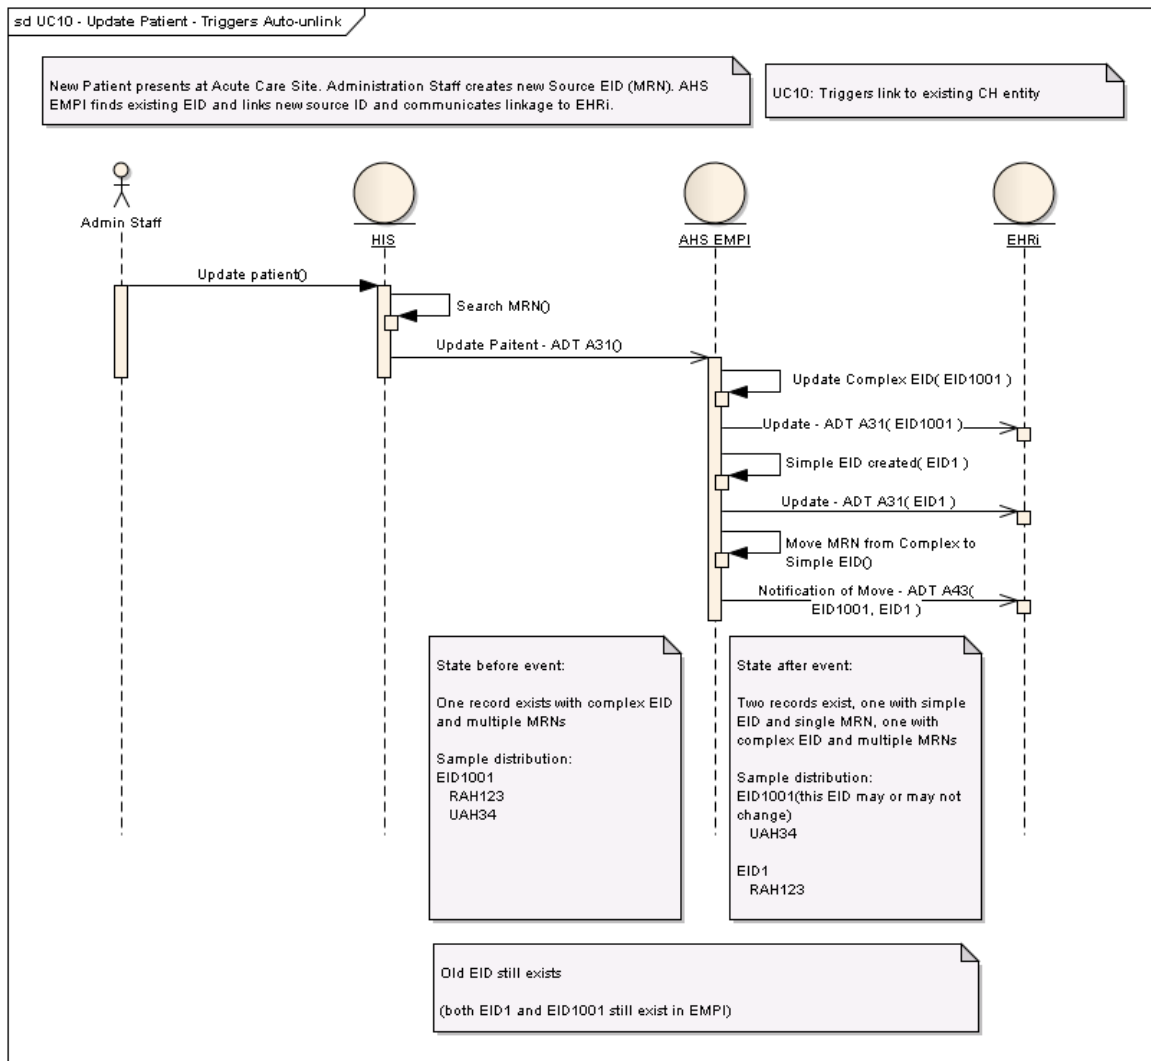 sd UC10 - Update Patient - Triggers Auto-unlink
New Patient presents at Acute Care Site. Administration Staff creates new Source EID (MRN). AHS
EMPI finds existing EID and links new source ID and communicates linkage to EHRi.
UC10: Triggers link to existing CH entity
Admin Staff
HIS
AHS EMPI
EHRi
Update patient()
Search MRN()
Update Paitent - ADT A31()
Update Complex EID( EID1001 )
Update - ADT A31( EID1001 )
Simple EID created( EID1 )
Update - ADT A31( EID1 )
Move MRN from Complex to
Simple EID()
Notification of Move - ADT A43(
EID1001, EID1 )
State before event:
One record exists with complex EID
and multiple MRNs
Sample distribution:
EID1001
RAH123
UAH34
State after event:
Two records exist, one with simple
EID and single MRN, one with
complex EID and multiple MRNs
Sample distribution:
EID1001(this EID may or may not
change)
UAH34
EID1
RAH123
Old EID still exists
(both EID1 and EID1001 still exist in EMPI)